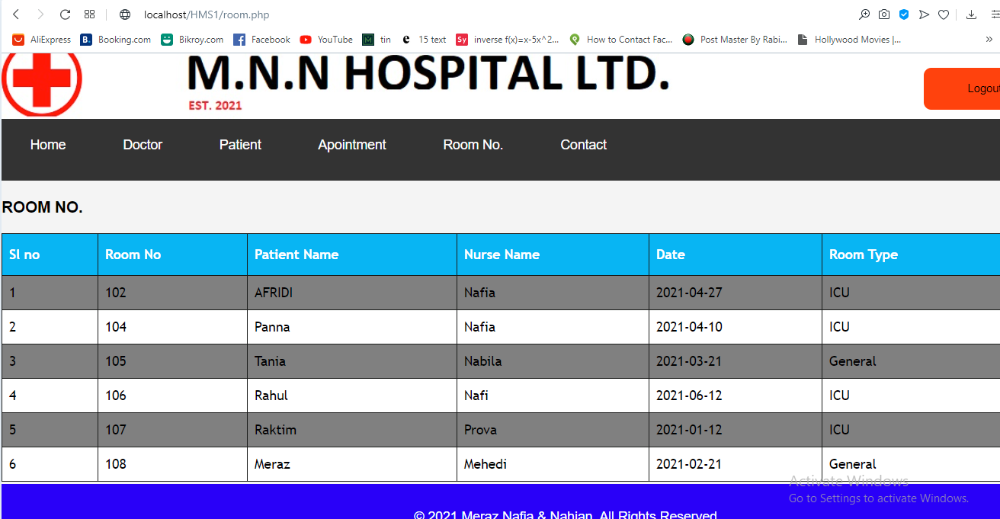 localhost/HMS1/room.php
AliExpress B. Booking.com Bikroy.com Facebook YouTube M tin e 15 text Sy inverse f(x)=x-5x^2... How to Contact Fac... Post Master By Rabi... Hollywood Movies |... »
M.N.N HOSPITAL LTD.
EST. 2021
Logout
Home Doctor Patient Apointment Room No. Contact
ROOM NO.
Sl no Room No Patient Name Nurse Name Date Room Type
1 102 AFRIDI Nafia 2021-04-27 ICU
2 104 Panna Nafia 2021-04-10 ICU
3 105 Tania Nabila 2021-03-21 General
4 106 Rahul Nafi 2021-06-12 ICU
5 107 Raktim Prova 2021-01-12 ICU
6 108 Meraz Mehedi 2021-02-21 General
Activate Windows
Go to Settings to activate Windows.
© 2021 Meraz Nafia & Nahian. All Rights Reserved